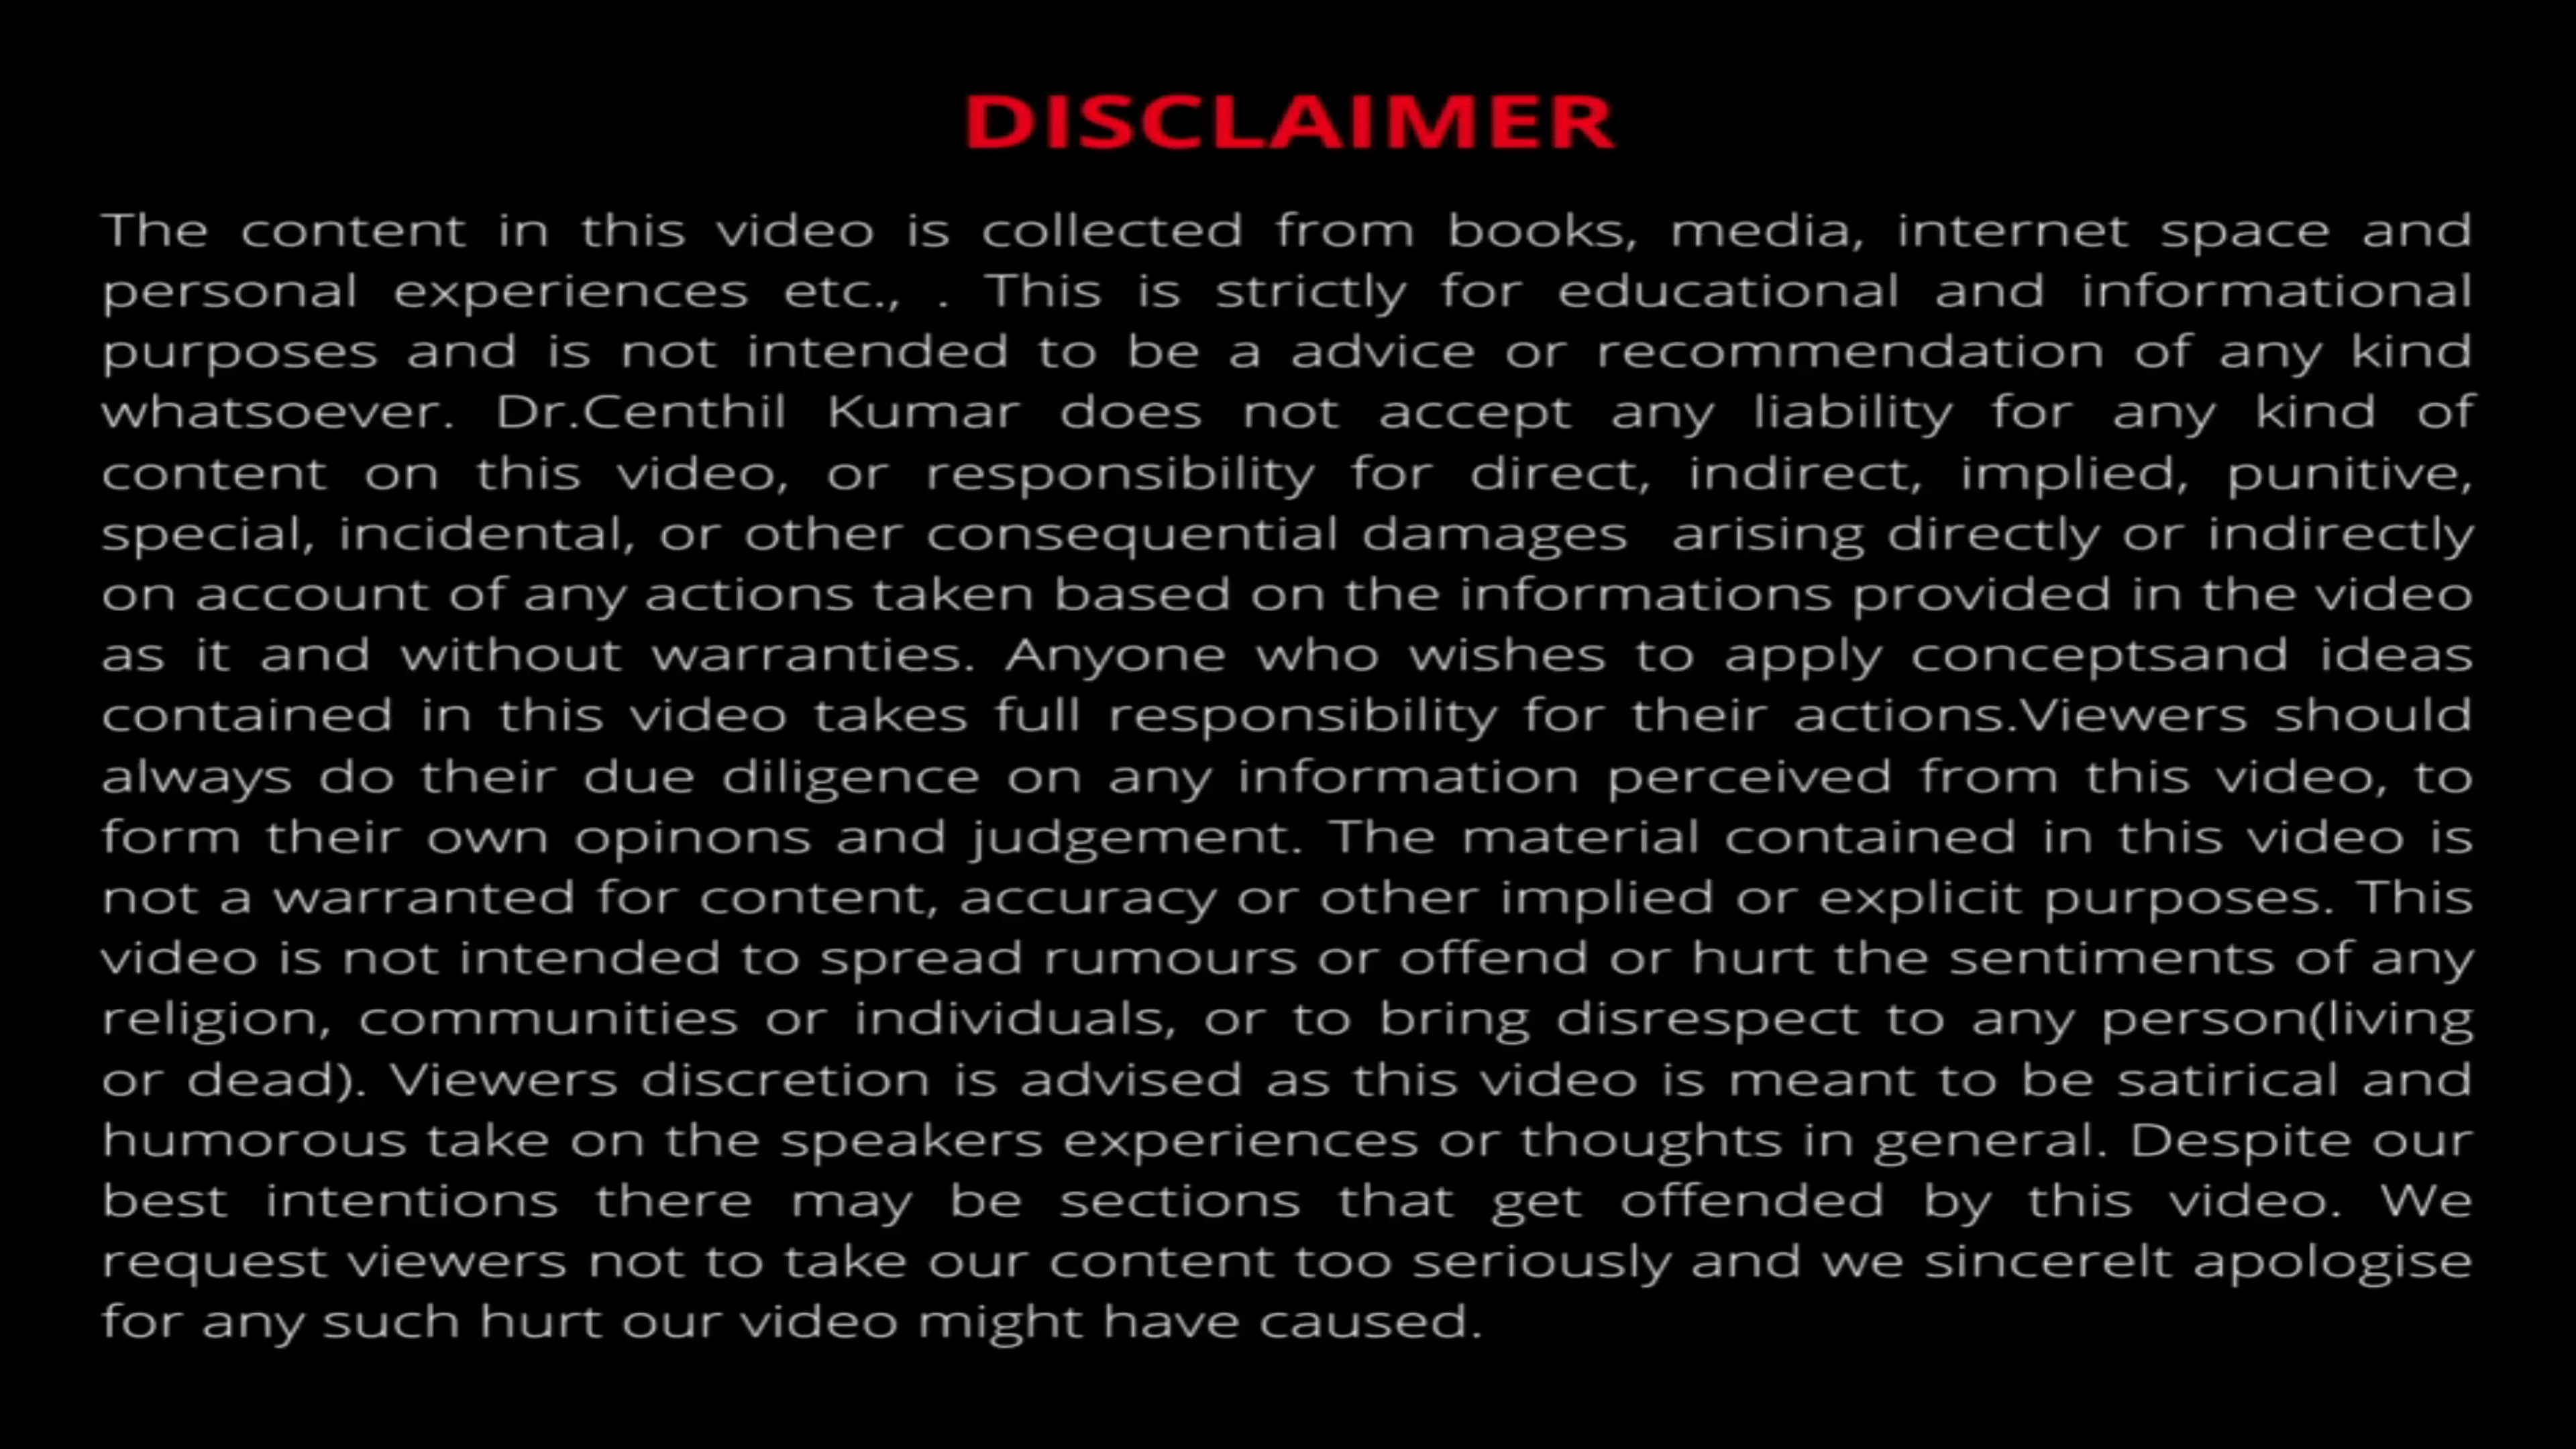 DISCLAIMER
The content in this video is collected from books, media, internet space and
personal experiences etc., . This is strictly for educational and informational
purposes and is not intended to be a advice or recommendation of any kind
whatsoever. Dr.Centhil Kumar does not accept any liability for any kind of
content on this video, or responsibility for direct, indirect, implied, punitive,
special, incidental, or other consequential damages arising directly or indirectly
on account of any actions taken based on the informations provided in the video
as it and without warranties. Anyone who wishes to apply conceptsand ideas
contained in this video takes full responsibility for their actions.Viewers should
always do their due diligence on any information perceived from this video, to
form their own opinons and judgement. The material contained in this video is
not a warranted for content, accuracy or other implied or explicit purposes. This
video is not intended to spread rumours or offend or hurt the sentiments of any
religion, communities or individuals, or to bring disrespect to any person(living
or dead). Viewers discretion is advised as this video is meant to be satirical and
humorous take on the speakers experiences or thoughts in general. Despite our
best intentions there may be sections that get offended by this video. We
request viewers not to take our content too seriously and we sincerelt apologise
for any such hurt our video might have caused.